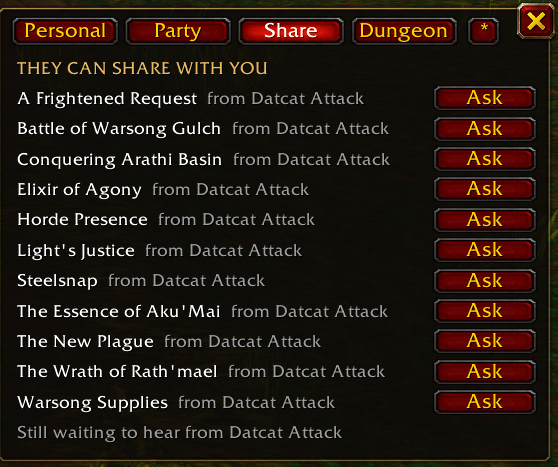 Personal Party Share Dungeon *
THEY CAN SHARE WITH YOU
A Frightened Request from Datcat Attack Ask
Battle of Warsong Gulch from Datcat Attack Ask
Conquering Arathi Basin from Datcat Attack Ask
Elixir of Agony from Datcat Attack Ask
Horde Presence from Datcat Attack Ask
Light's Justice from Datcat Attack Ask
Steelsnap from Datcat Attack Ask
The Essence of Aku'Mai from Datcat Attack Ask
The New Plague from Datcat Attack Ask
The Wrath of Rath'mael from Datcat Attack Ask
Warsong Supplies from Datcat Attack Ask
Still waiting to hear from Datcat Attack